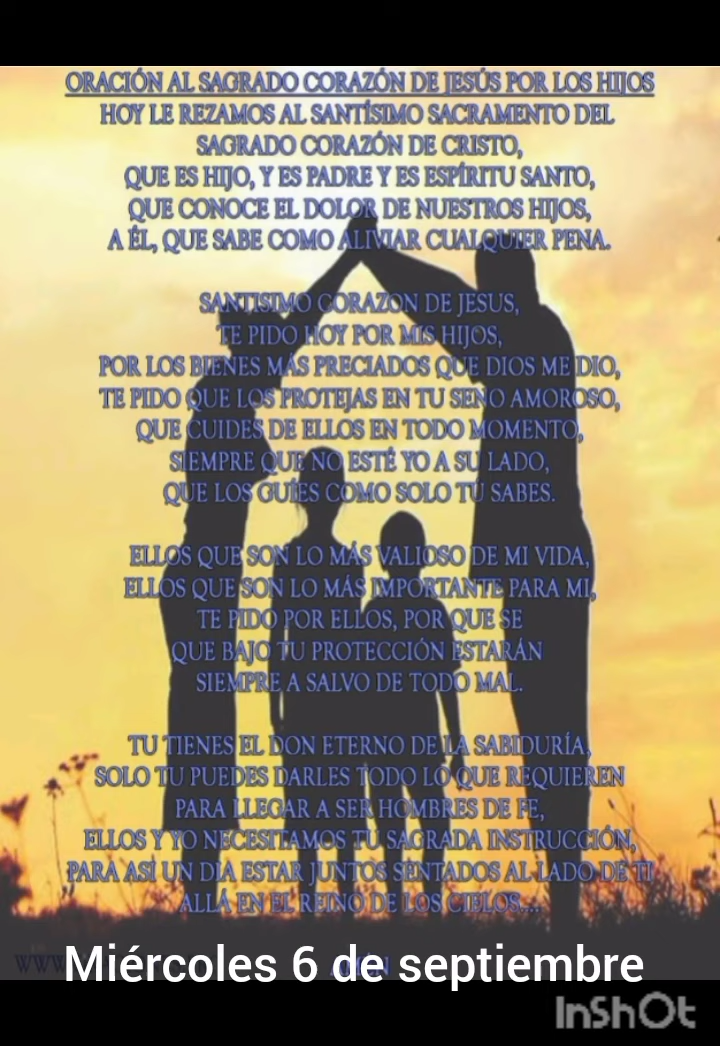 ORACIÓN AL SAGRADO CORAZÓN DE JESÚS POR LOS HIJOS
HOY LE REZAMOS AL SANTÍSIMO SACRAMENTO DEL
SAGRADO CORAZÓN DE CRISTO,
QUE ES HIJO, Y ES PADRE Y ES ESPÍRITU SANTO,
QUE CONOCE EL DOLOR DE NUESTROS HIJOS,
A ÉL, QUE SABE COMO ALIVIAR CUALQUIER PENA.
SANTISIMO CORAZON DE JESUS,
TE PIDO HOY POR MIS HIJOS,
POR LOS BIENES MÁS PRECIADOS QUE DIOS ME DIO,
TE PIDO QUE LOS PROTEJAS EN TU SENO AMOROSO,
QUE CUIDES DE ELLOS EN TODO MOMENTO,
SIEMPRE QUE NO ESTÉ YO A SU LADO,
QUE LOS GUÍES COMO SOLO TÚ SABES.
ELLOS QUE SON LO MÁS VALIOSO DE MI VIDA,
ELLOS QUE SON LO MÁS IMPORTANTE PARA MI,
TE PIDO POR ELLOS, POR QUE SE
QUE BAJO TU PROTECCIÓN ESTARÁN
SIEMPRE A SALVO DE TODO MAL.
TU TIENES EL DON ETERNO DE LA SABIDURÍA,
SOLO TU PUEDES DARLES TODO LO QUE REQUIEREN
PARA LLEGAR A SER HOMBRES DE FE,
ELLOS Y YO NECESITAMOS TU SAGRADA INSTRUCCIÓN,
PARA ASÍ UN DÍA ESTAR JUNTOS SENTADOS AL LADO DE TI
ALLÁ EN EL REINO DE LOS CIELOS....
Miércoles 6 de septiembre
InShOt